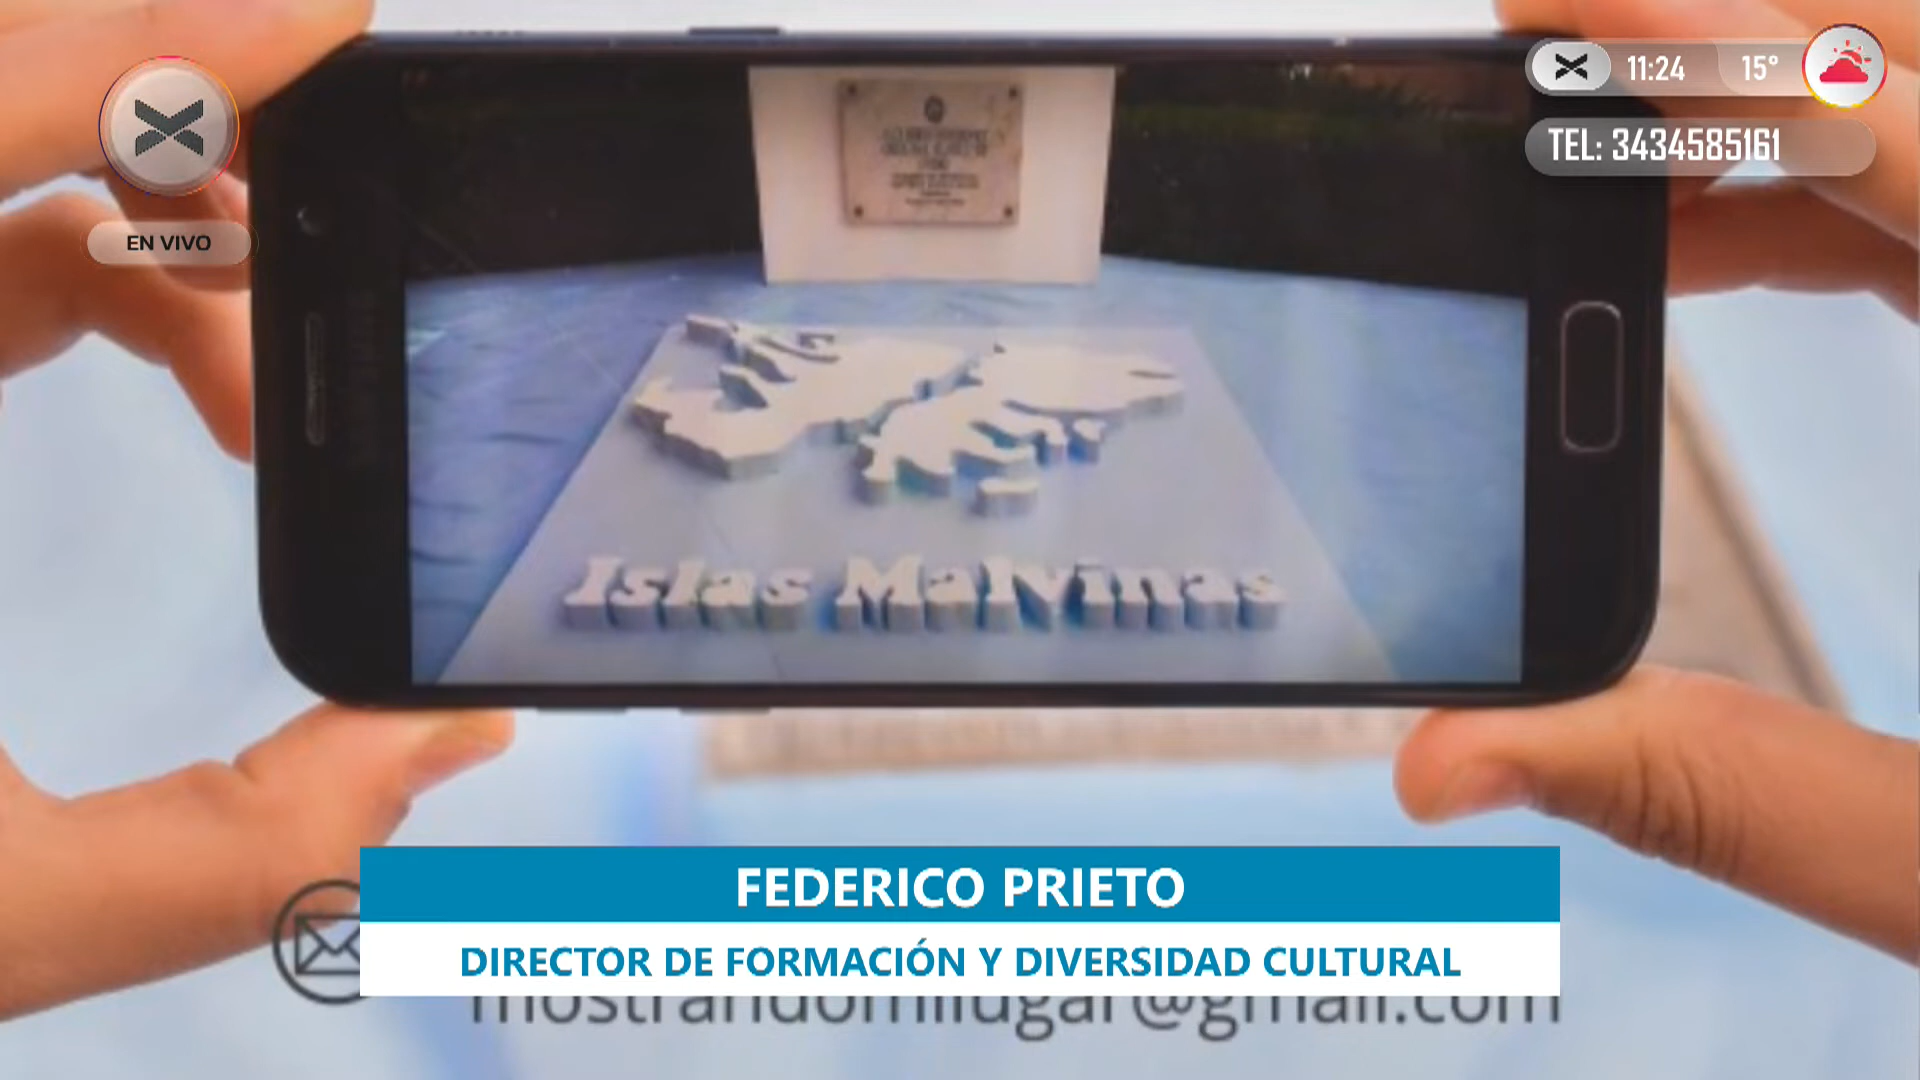 EN VIVO
11:24 15°
TEL: 3434585161
Islas Malvinas
FEDERICO PRIETO
DIRECTOR DE FORMACIÓN Y DIVERSIDAD CULTURAL
mostrandomilugar@gmail.com